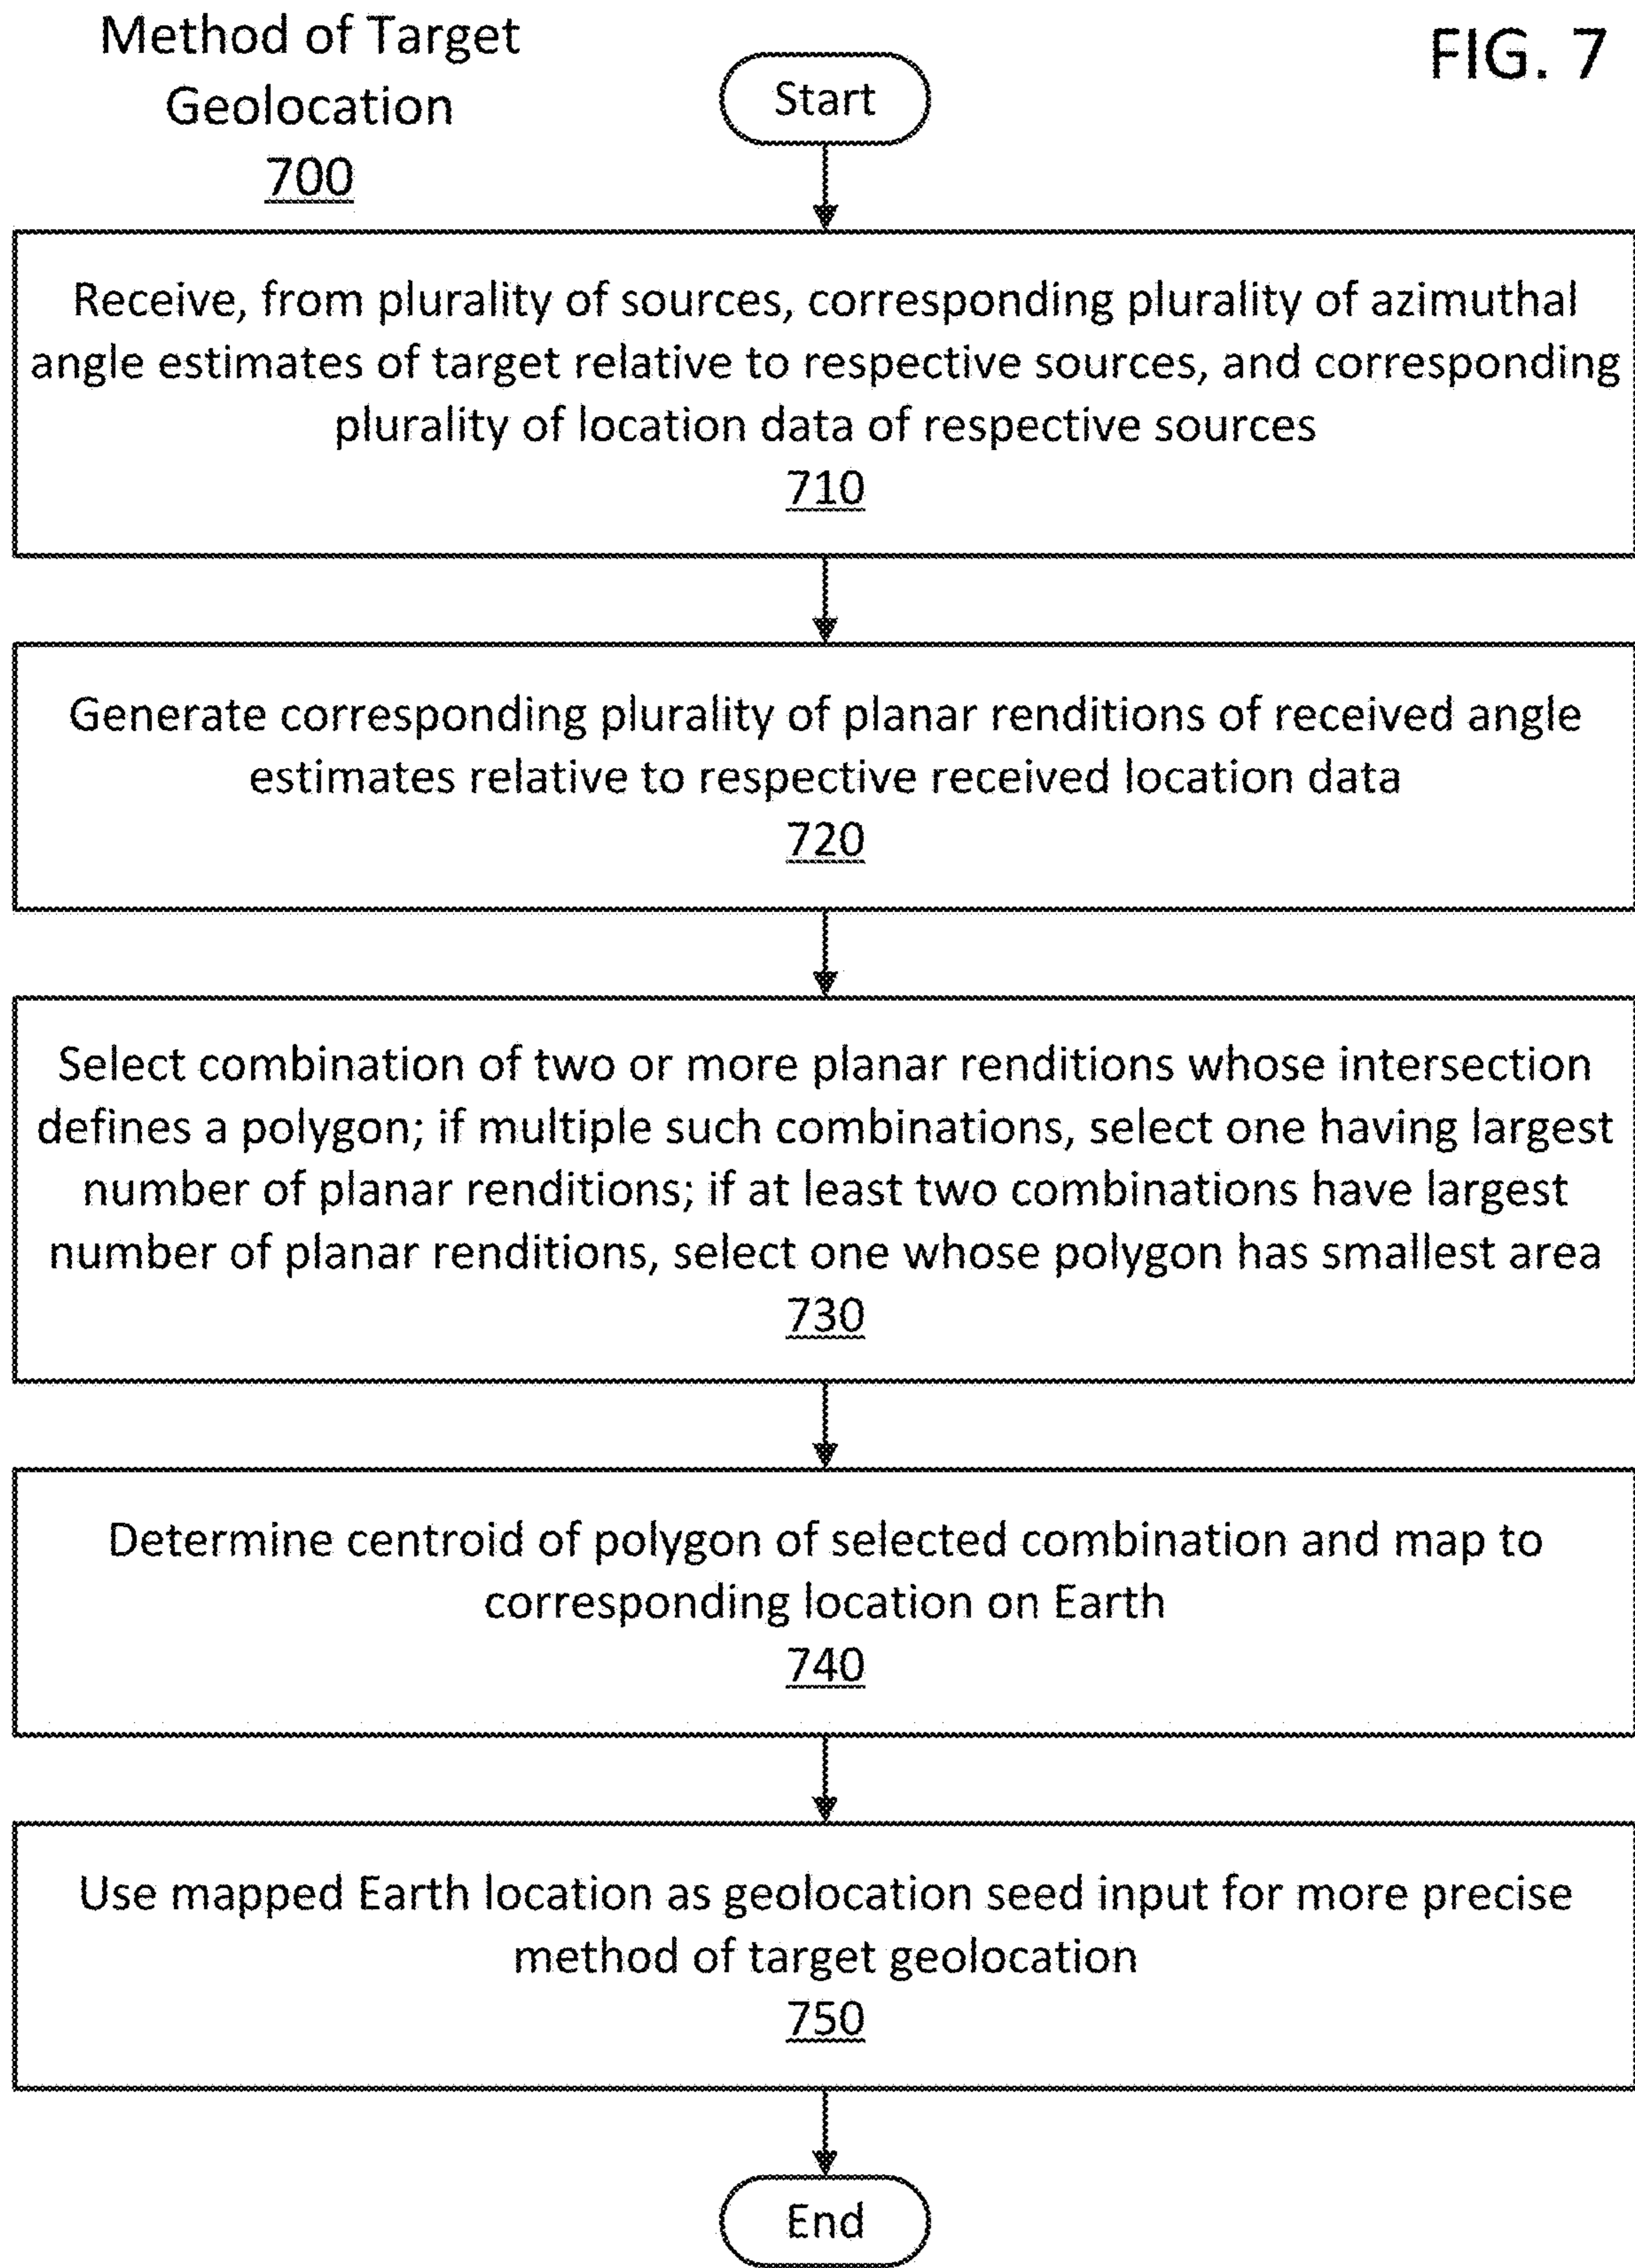 Method of Target
Geolocation
700
FIG. 7
Start
Receive, from plurality of sources, corresponding plurality of azimuthal
angle estimates of target relative to respective sources, and corresponding
plurality of location data of respective sources
710
Generate corresponding plurality of planar renditions of received angle
estimates relative to respective received location data
720
Select combination of two or more planar renditions whose intersection
defines a polygon; if multiple such combinations, select one having largest
number of planar renditions; if at least two combinations have largest
number of planar renditions, select one whose polygon has smallest area
730
Determine centroid of polygon of selected combination and map to
corresponding location on Earth
740
Use mapped Earth location as geolocation seed input for more precise
method of target geolocation
750
End